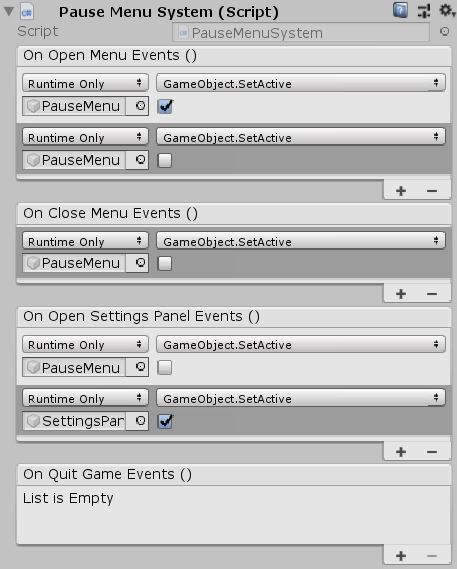 Pause Menu System (Script)
Script PauseMenuSystem
On Open Menu Events ()
Runtime Only GameObject.SetActive
PauseMenu
Runtime Only GameObject.SetActive
PauseMenu
On Close Menu Events ()
Runtime Only GameObject.SetActive
PauseMenu
On Open Settings Panel Events ()
Runtime Only GameObject.SetActive
PauseMenu
Runtime Only GameObject.SetActive
SettingsPan
On Quit Game Events ()
List is Empty